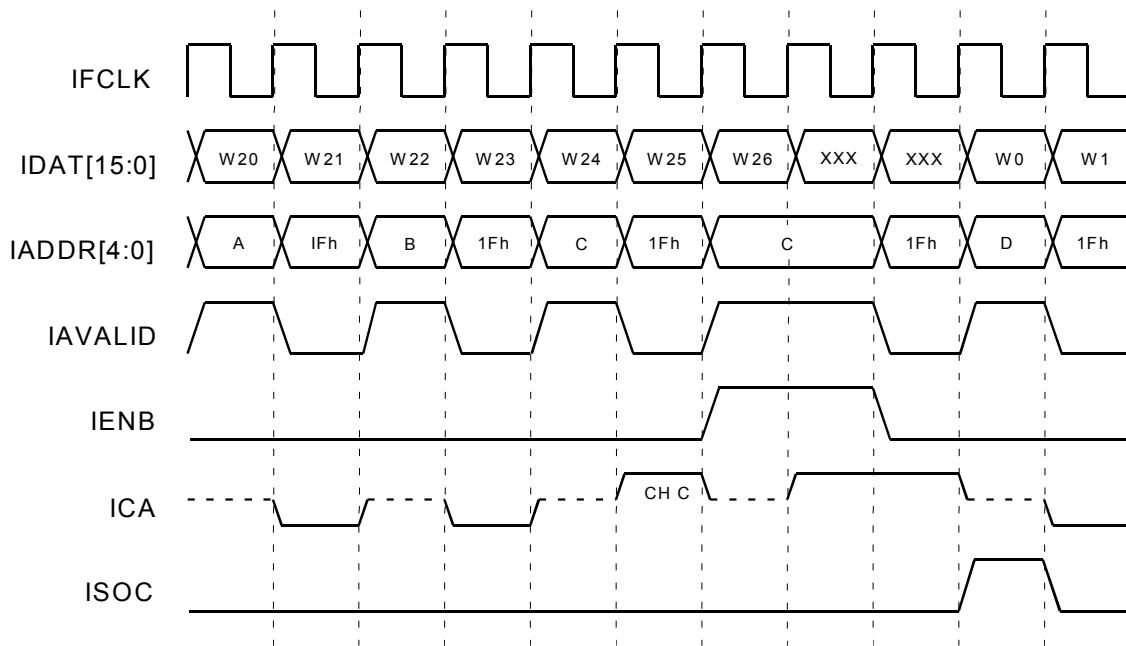 IFCLK
IDAT[15:0] W20 W21 W22 W23 W24 W25 W26 XXX XXX W0 W1
IADDR[4:0] A IFh B 1Fh C 1Fh C 1Fh D 1Fh
IAVALID
IENB
ICA CH C
ISOC